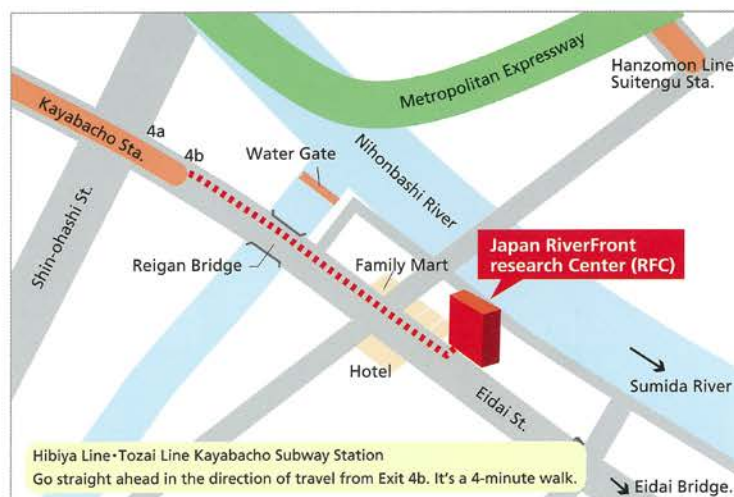 Metropolitan Expressway
Hanzomon Line
Suitengu Sta.
Kayabacho Sta.
4a
4b
Water Gate
Nihonbashi River
Shin-ohashi St.
Reigan Bridge
Family Mart
Japan RiverFront
research Center (RFC)
Hotel
Eidai St.
Sumida River
Hibiya Line・Tozai Line Kayabacho Subway Station
Go straight ahead in the direction of travel from Exit 4b. It's a 4-minute walk.
Eidai Bridge.